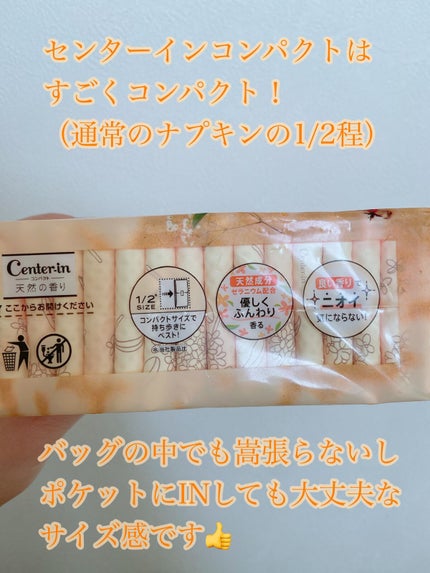 センターインコンパクトは
すごくコンパクト！
（通常のナプキンの1/2程）
Center-in
コンパクト
天然の香り
ここからお開けください
1/2※
SIZE
コンパクトサイズで
持ち歩きに
ベスト!
天然成分
ゼラニウム配合
優しく
ふんわり
香る
良い香り
ニオイ
気にならない!
バッグの中でも嵩張らないし
ポケットにINしても大丈夫な
サイズ感です👍